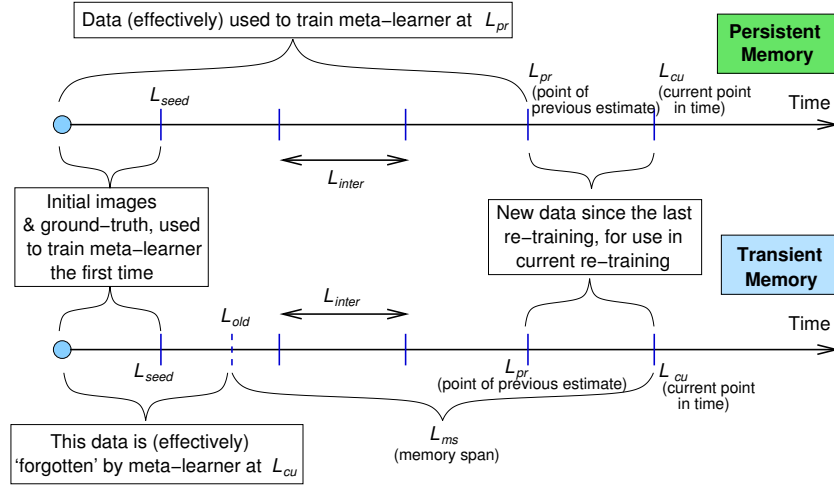 Data (effectively) used to train meta−learner at L_pr
Persistent
Memory
L_seed
L_pr
(point of
previous estimate)
L_cu
(current point
in time)
Time
L_inter
Initial images
& ground−truth, used
to train meta−learner
the first time
New data since the last
re−training, for use in
current re−training
Transient
Memory
L_inter
L_old
Time
L_seed
L_pr
(point of previous estimate)
L_cu
(current point
in time)
This data is (effectively)
'forgotten' by meta−learner at L_cu
L_ms
(memory span)